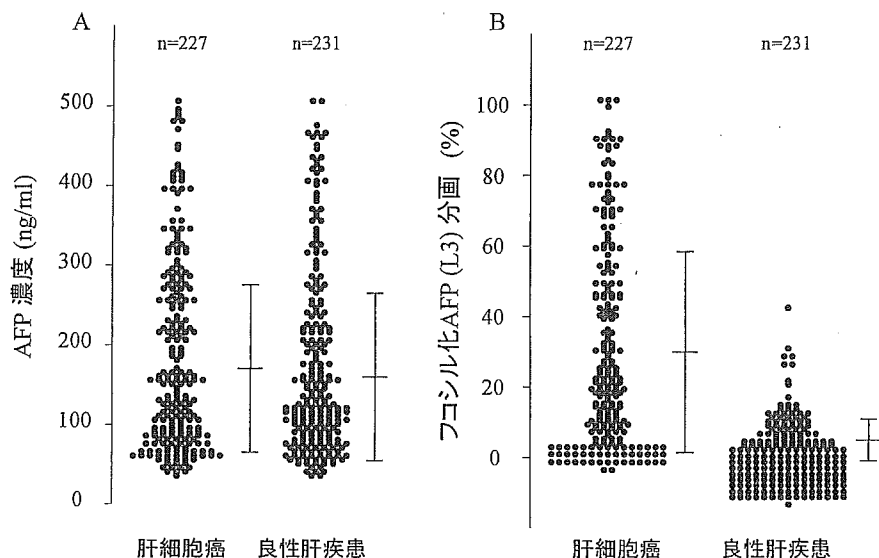 A
n=227
n=231
AFP 濃度 (ng/ml)
500
400
300
200
100
0
肝細胞癌
良性肝疾患
B
n=227
n=231
フコシル化AFP (L3) 分画 (%)
100
80
60
40
20
0
肝細胞癌
良性肝疾患